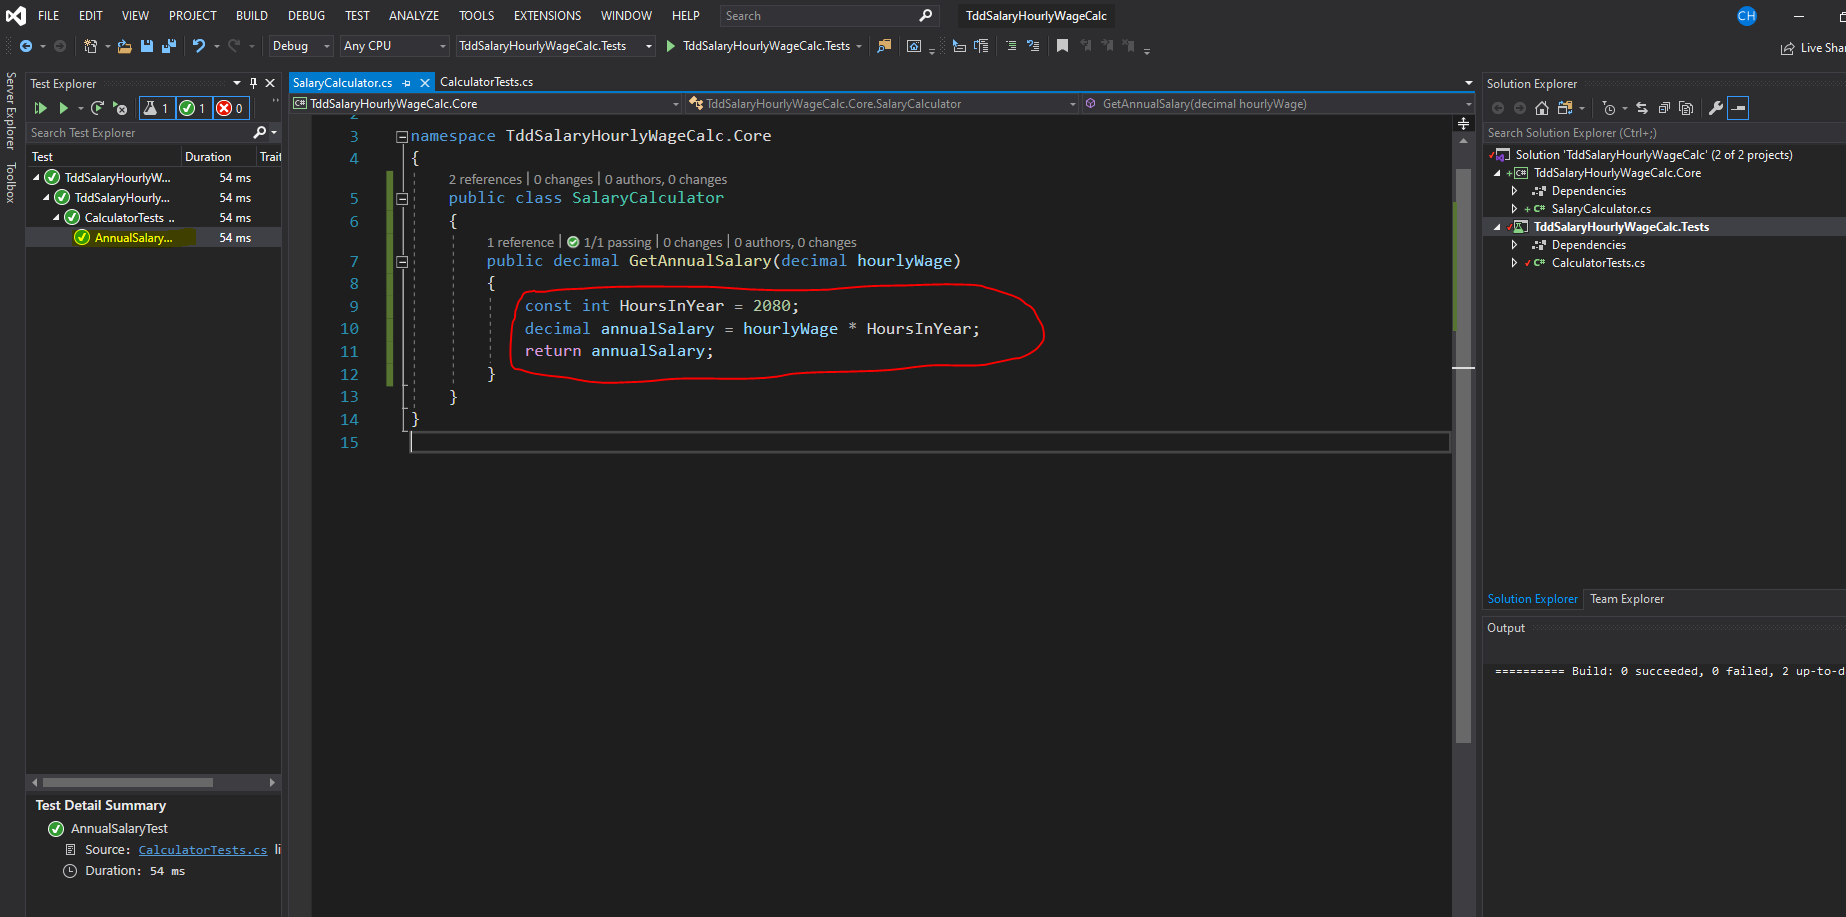 FILE EDIT VIEW PROJECT BUILD DEBUG TEST ANALYZE TOOLS EXTENSIONS WINDOW HELP Search TddSalaryHourlyWageCalc CH
Debug Any CPU TddSalaryHourlyWageCalc.Tests TddSalaryHourlyWageCalc.Tests Live Shar
Server Explorer
Toolbox
Test Explorer
1 1 0
Search Test Explorer
Test Duration Trait
TddSalaryHourlyW... 54 ms
TddSalaryHourly... 54 ms
CalculatorTests .. 54 ms
AnnualSalary... 54 ms
Test Detail Summary
AnnualSalaryTest
Source: CalculatorTests.cs li
Duration: 54 ms
SalaryCalculator.cs CalculatorTests.cs
TddSalaryHourlyWageCalc.Core TddSalaryHourlyWageCalc.Core.SalaryCalculator GetAnnualSalary(decimal hourlyWage)
2
3 namespace TddSalaryHourlyWageCalc.Core
4 {
2 references | 0 changes | 0 authors, 0 changes
5 public class SalaryCalculator
6 {
1 reference | 1/1 passing | 0 changes | 0 authors, 0 changes
7 public decimal GetAnnualSalary(decimal hourlyWage)
8 {
9 const int HoursInYear = 2080;
10 decimal annualSalary = hourlyWage * HoursInYear;
11 return annualSalary;
12 }
13 }
14 }
15
Solution Explorer
Search Solution Explorer (Ctrl+;)
Solution 'TddSalaryHourlyWageCalc' (2 of 2 projects)
TddSalaryHourlyWageCalc.Core
Dependencies
SalaryCalculator.cs
TddSalaryHourlyWageCalc.Tests
Dependencies
CalculatorTests.cs
Solution Explorer Team Explorer
Output
========== Build: 0 succeeded, 0 failed, 2 up-to-d